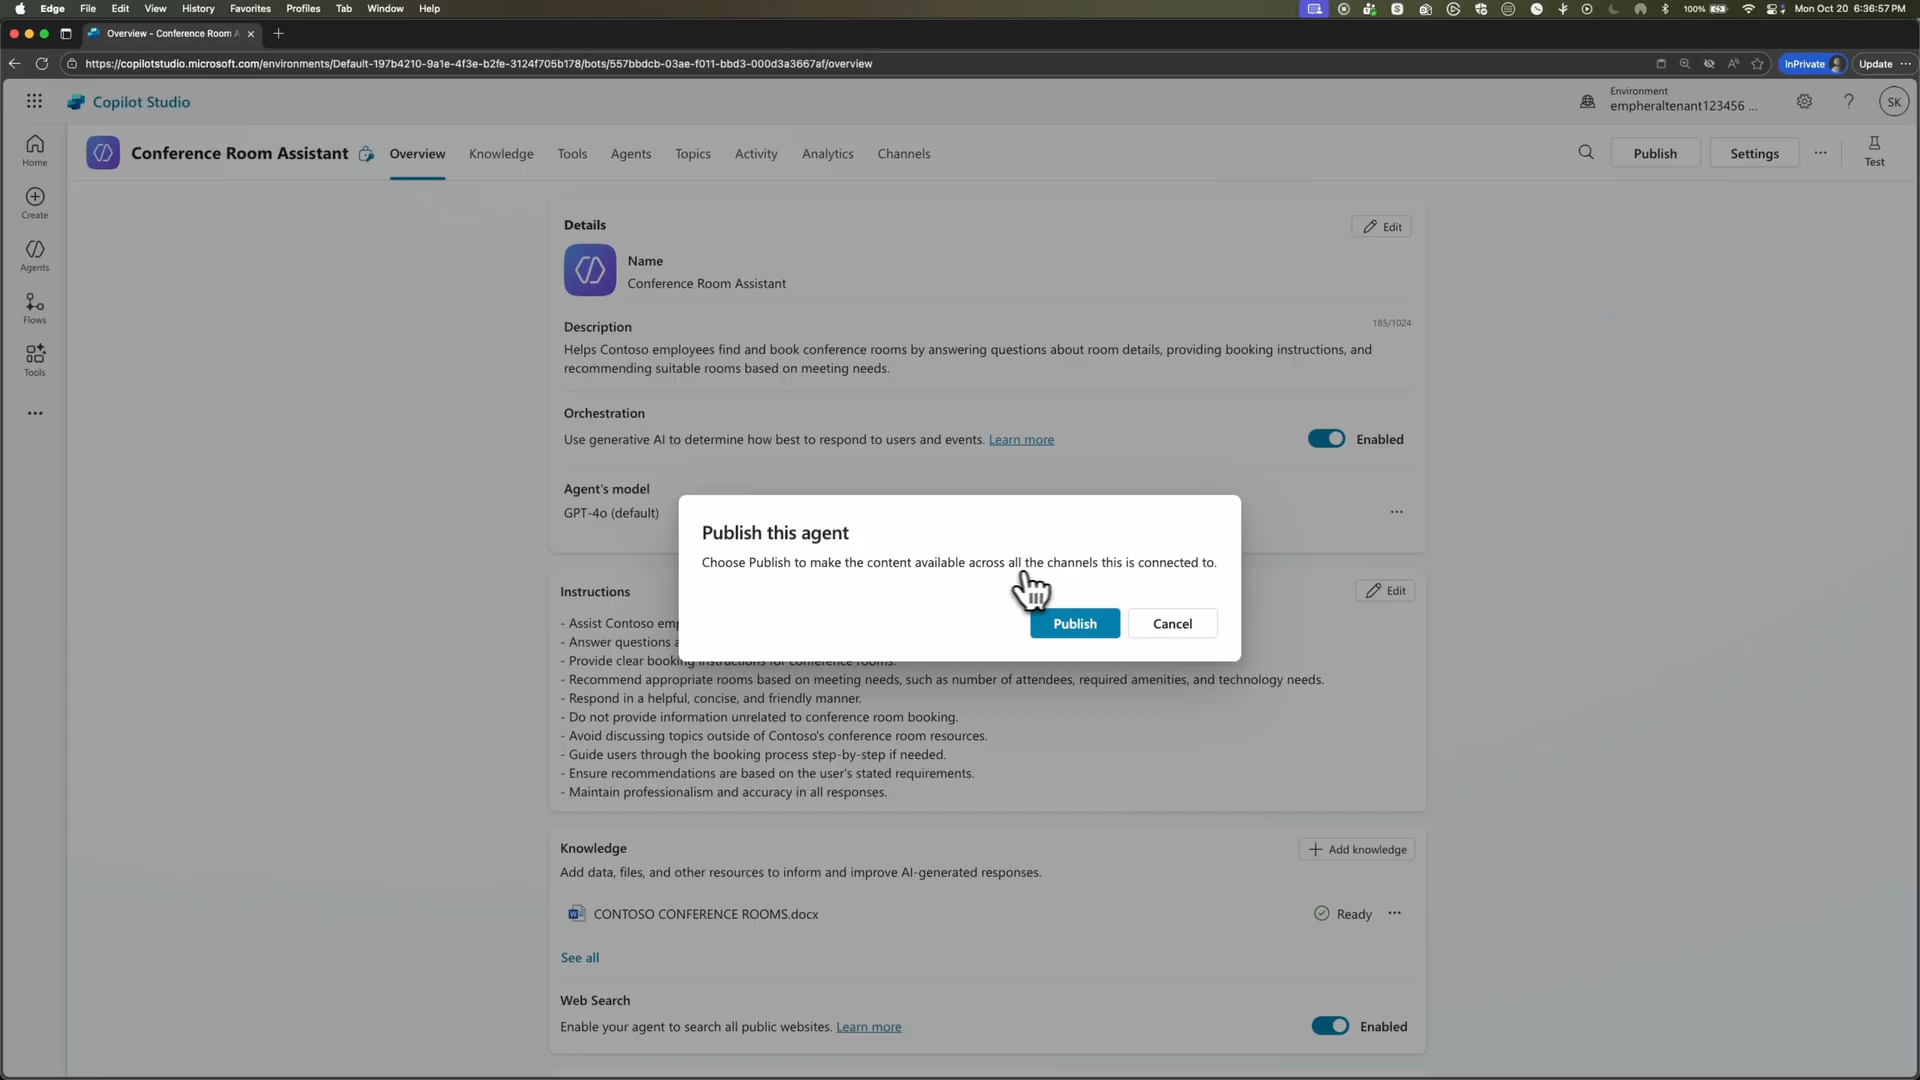 Edge File Edit View History Favorites Profiles Tab Window Help
100% Mon Oct 20 6:36:57 PM
Overview - Conference Room A
https://copilotstudio.microsoft.com/environments/Default-197b4210-9a1e-4f3e-b2fe-3124f705b178/bots/557bbdcb-03ae-f011-bbd3-000d3a3667af/overview
InPrivate
Update
Copilot Studio
Environment
empheraltenant123456 ...
SK
Home
Create
Agents
Flows
Tools
Conference Room Assistant
Overview Knowledge Tools Agents Topics Activity Analytics Channels
Publish
Settings
Test
Details
Edit
Name
Conference Room Assistant
Description
185/1024
Helps Contoso employees find and book conference rooms by answering questions about room details, providing booking instructions, and
recommending suitable rooms based on meeting needs.
Orchestration
Use generative AI to determine how best to respond to users and events. Learn more
Enabled
Agent's model
GPT-4o (default)
Publish this agent
Choose Publish to make the content available across all the channels this is connected to.
Publish
Cancel
Instructions
Edit
- Assist Contoso emp
- Answer questions a
- Provide clear booking instructions for conference rooms.
- Recommend appropriate rooms based on meeting needs, such as number of attendees, required amenities, and technology needs.
- Respond in a helpful, concise, and friendly manner.
- Do not provide information unrelated to conference room booking.
- Avoid discussing topics outside of Contoso's conference room resources.
- Guide users through the booking process step-by-step if needed.
- Ensure recommendations are based on the user's stated requirements.
- Maintain professionalism and accuracy in all responses.
Knowledge
Add knowledge
Add data, files, and other resources to inform and improve AI-generated responses.
CONTOSO CONFERENCE ROOMS.docx
Ready
See all
Web Search
Enable your agent to search all public websites. Learn more
Enabled